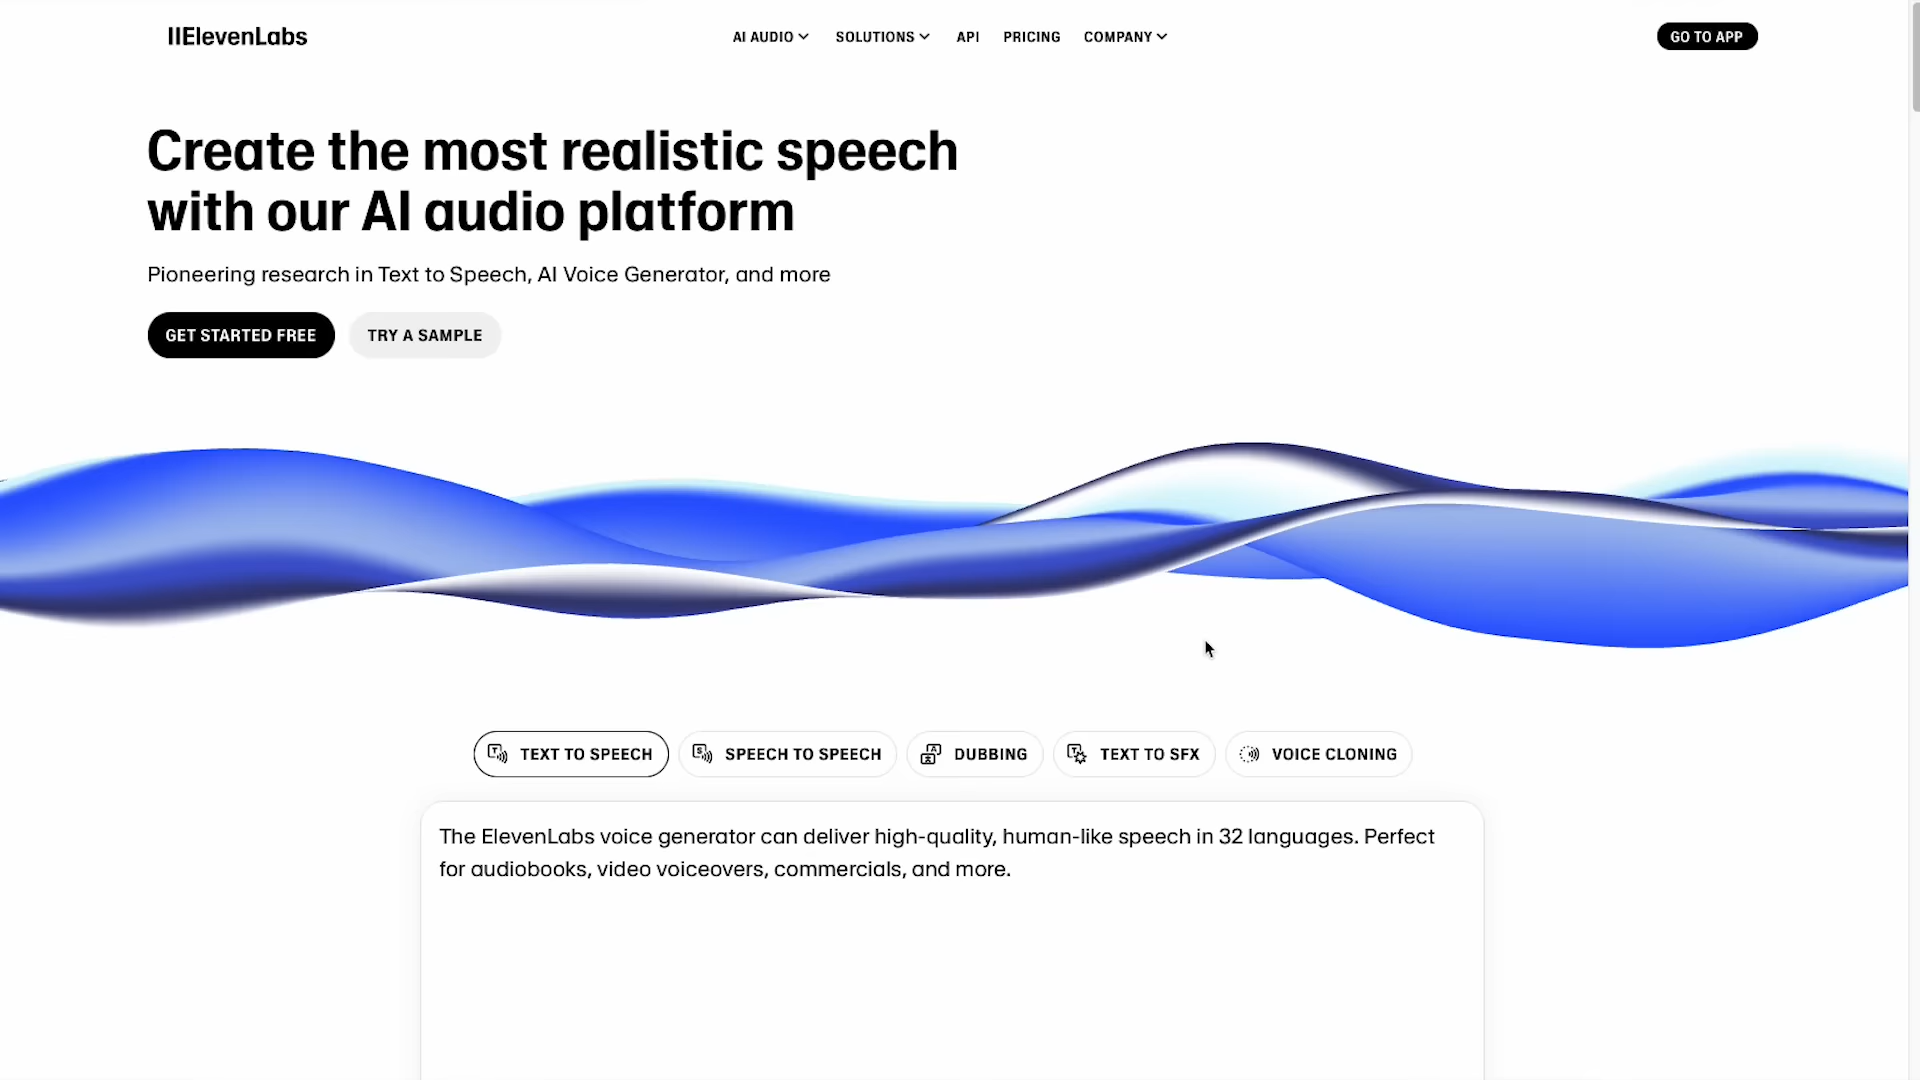 IIElevenLabs
AI AUDIO
SOLUTIONS
API
PRICING
COMPANY
GO TO APP
Create the most realistic speech
with our AI audio platform
Pioneering research in Text to Speech, AI Voice Generator, and more
GET STARTED FREE
TRY A SAMPLE
TEXT TO SPEECH
SPEECH TO SPEECH
DUBBING
TEXT TO SFX
VOICE CLONING
The ElevenLabs voice generator can deliver high-quality, human-like speech in 32 languages. Perfect
for audiobooks, video voiceovers, commercials, and more.